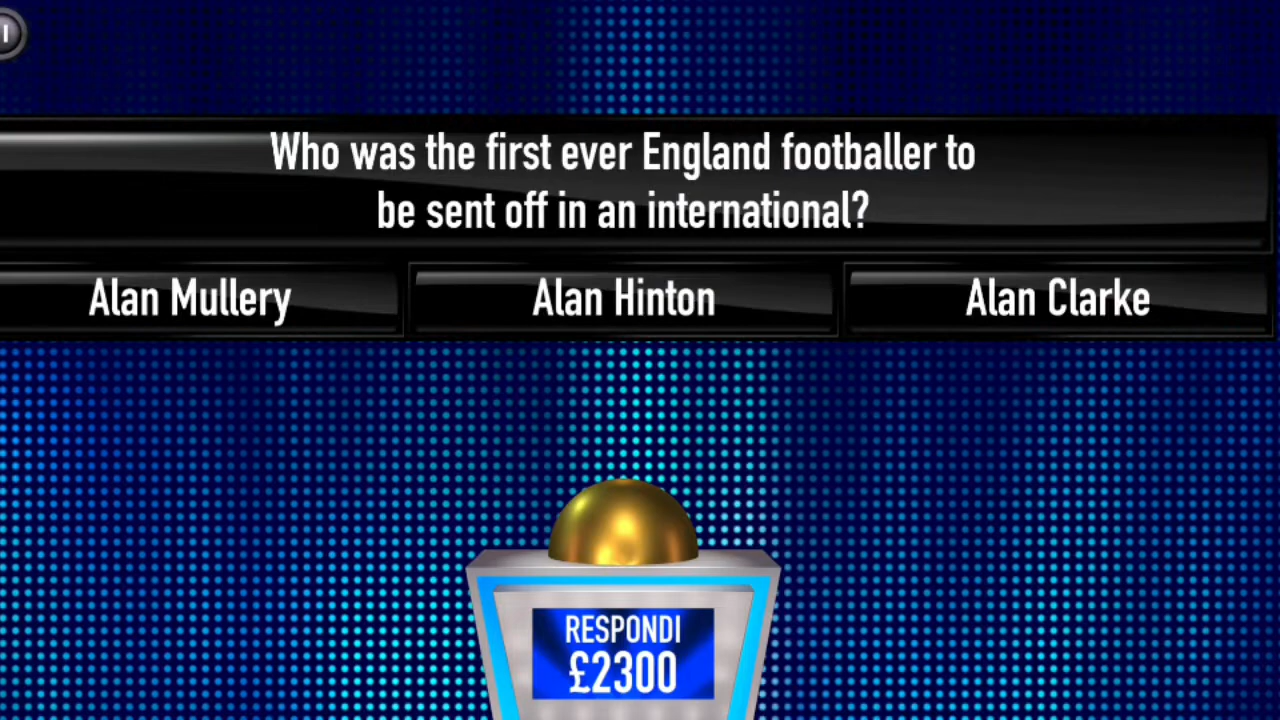 Who was the first ever England footballer to
be sent off in an international?
Alan Mullery
Alan Hinton
Alan Clarke
RESPONDI
£2300